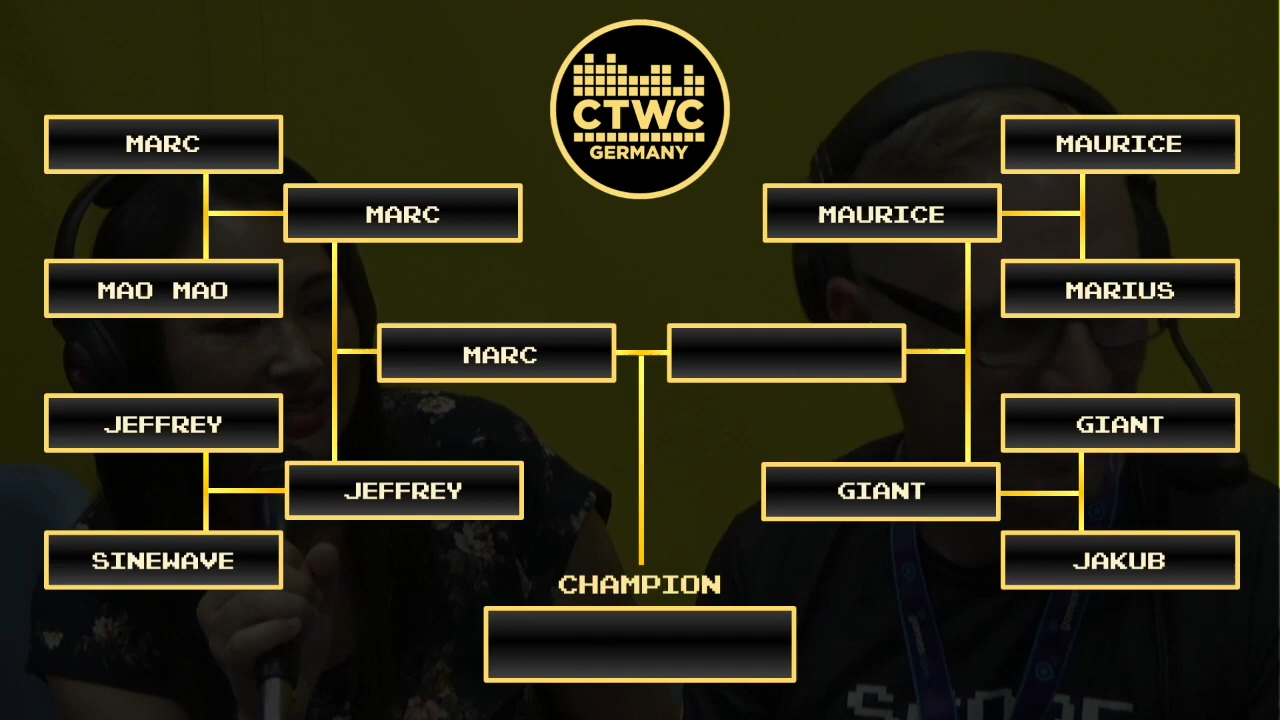 CTWC
GERMANY
MARC
MAO MAO
JEFFREY
SINEWAVE
MARC
JEFFREY
MARC
MAURICE
GIANT
MAURICE
MARIUS
GIANT
JAKUB
CHAMPION